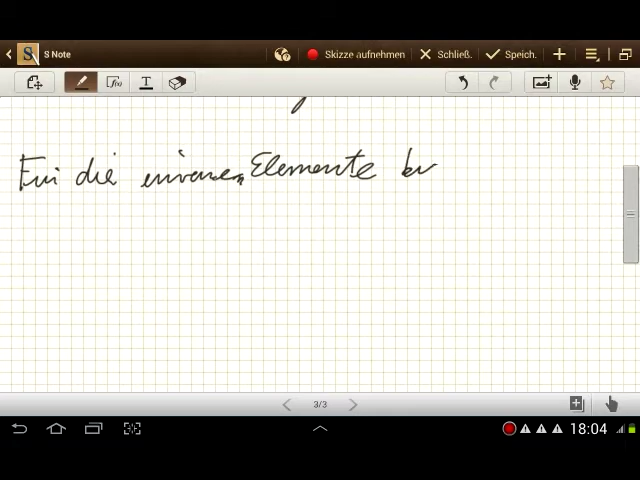 S Note
Skizze aufnehmen
Schließ.
Speich.
f(x)
T
Für die inversen Elemente
3/3
18:04